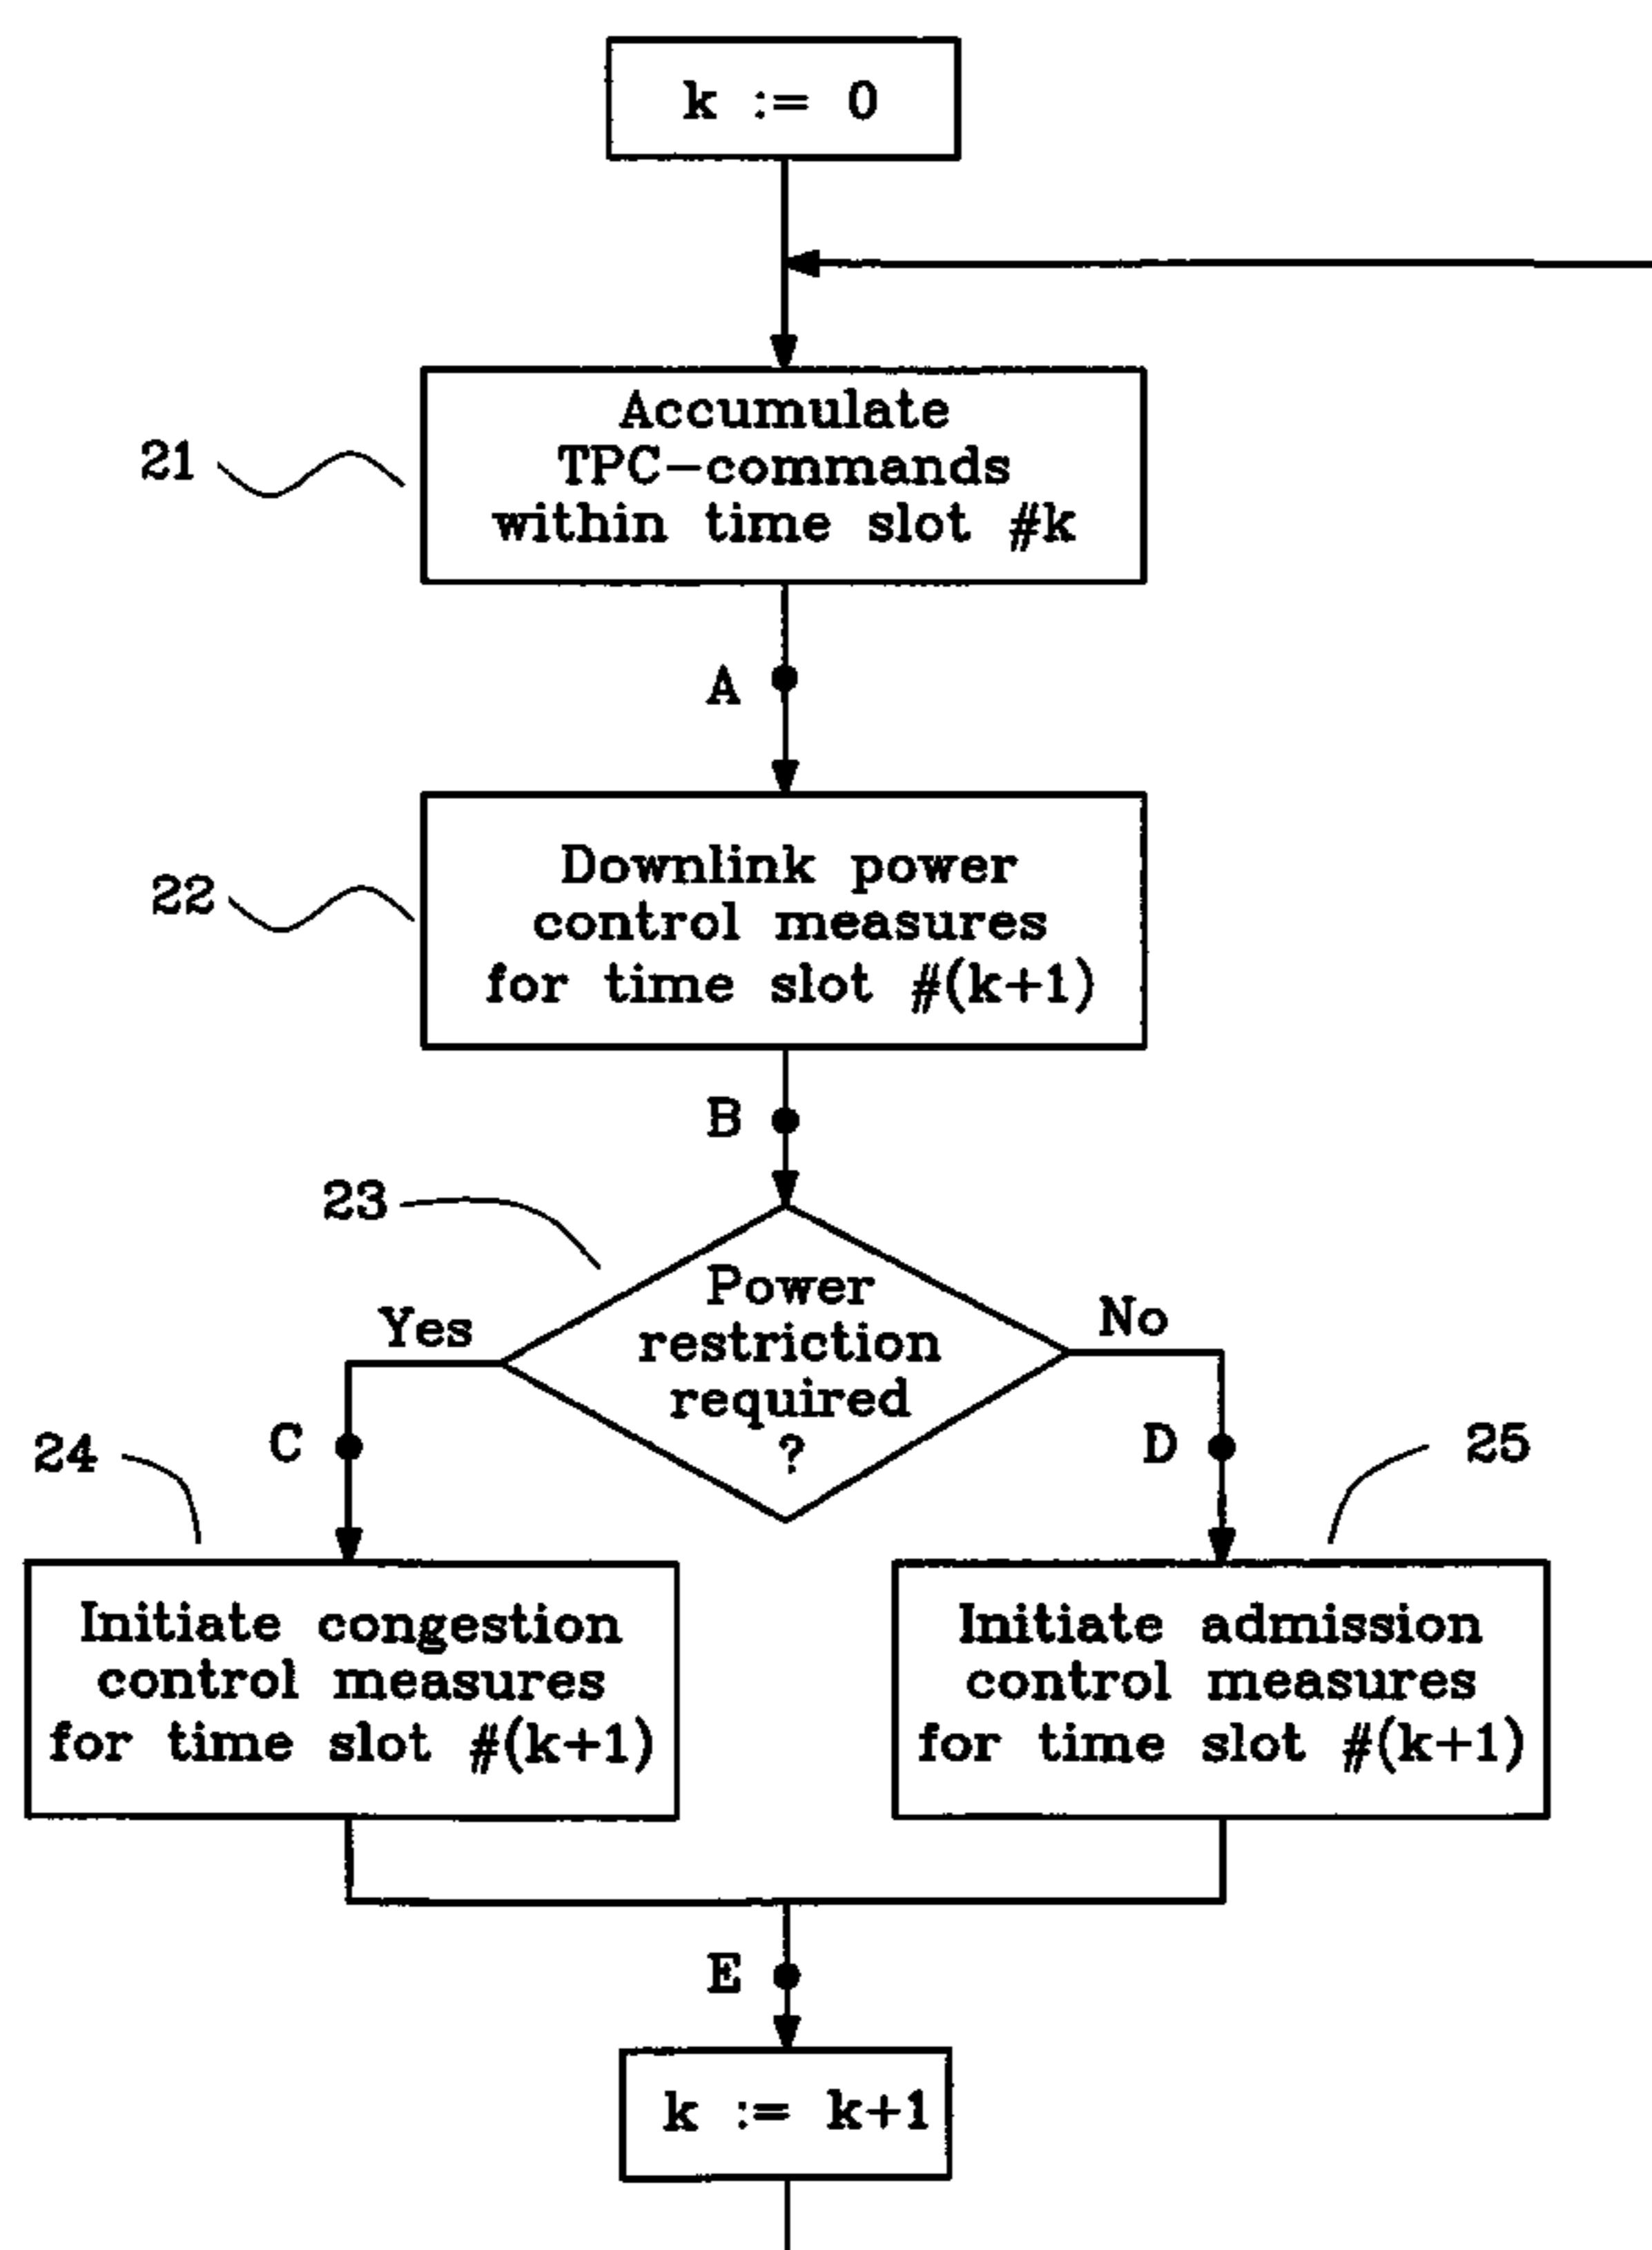 k := 0
21
Accumulate
TPC-commands
within time slot #k
A
22
Downlink power
control measures
for time slot #(k+1)
B
23
Power
restriction
required
?
Yes
No
C
D
24
25
Initiate congestion
control measures
for time slot #(k+1)
Initiate admission
control measures
for time slot #(k+1)
E
k := k+1